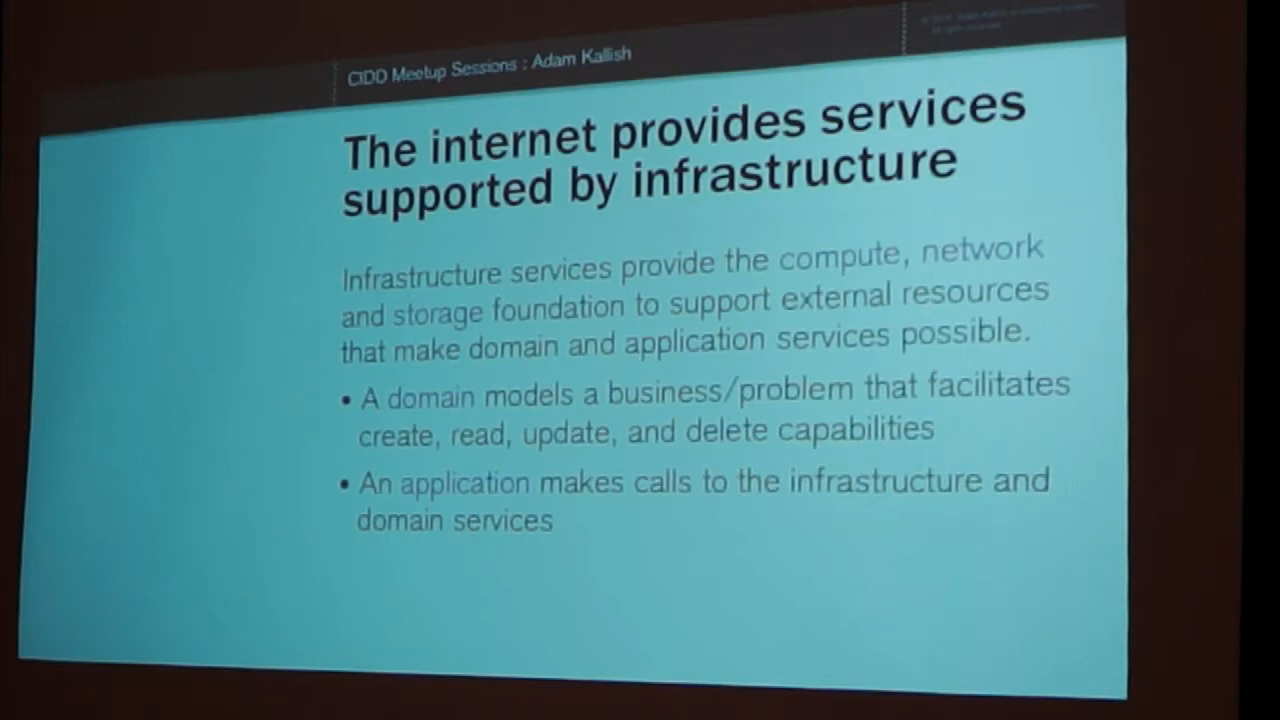 CIDD Meetup Sessions : Adam Kallish
The internet provides services
supported by infrastructure
Infrastructure services provide the compute, network
and storage foundation to support external resources
that make domain and application services possible.
• A domain models a business/problem that facilitates
create, read, update, and delete capabilities
• An application makes calls to the infrastructure and
domain services